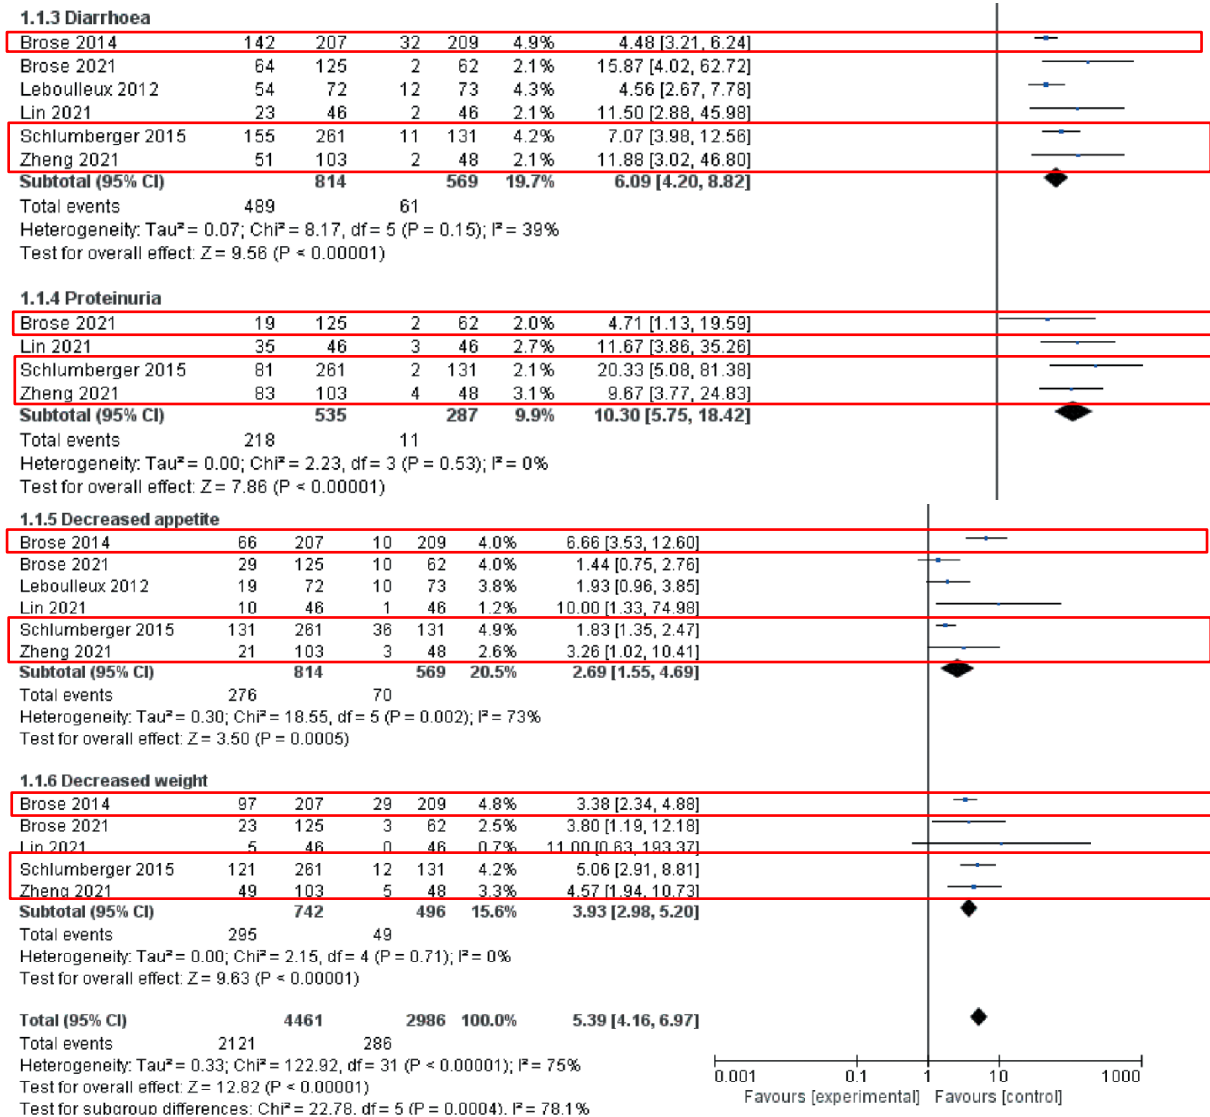 1.1.3 Diarrhoea
Brose 2014 142 207 32 209 4.9% 4.48 [3.21, 6.24]
Brose 2021 64 125 2 62 2.1% 15.87 [4.02, 62.72]
Leboulleux 2012 54 72 12 73 4.3% 4.56 [2.67, 7.78]
Lin 2021 23 46 2 46 2.1% 11.50 [2.88, 45.98]
Schlumberger 2015 155 261 11 131 4.2% 7.07 [3.98, 12.56]
Zheng 2021 51 103 2 48 2.1% 11.88 [3.02, 46.80]
Subtotal (95% CI) 814 569 19.7% 6.09 [4.20, 8.82]
Total events 489 61
Heterogeneity: Tau² = 0.07; Chi² = 8.17, df = 5 (P = 0.15); I² = 39%
Test for overall effect: Z = 9.56 (P < 0.00001)
1.1.4 Proteinuria
Brose 2021 19 125 2 62 2.0% 4.71 [1.13, 19.59]
Lin 2021 35 46 3 46 2.7% 11.67 [3.86, 35.26]
Schlumberger 2015 81 261 2 131 2.1% 20.33 [5.08, 81.38]
Zheng 2021 83 103 4 48 3.1% 9.67 [3.77, 24.83]
Subtotal (95% CI) 535 287 9.9% 10.30 [5.75, 18.42]
Total events 218 11
Heterogeneity: Tau² = 0.00; Chi² = 2.23, df = 3 (P = 0.53); I² = 0%
Test for overall effect: Z = 7.86 (P < 0.00001)
1.1.5 Decreased appetite
Brose 2014 66 207 10 209 4.0% 6.66 [3.53, 12.60]
Brose 2021 29 125 10 62 4.0% 1.44 [0.75, 2.76]
Leboulleux 2012 19 72 10 73 3.8% 1.93 [0.96, 3.85]
Lin 2021 10 46 1 46 1.2% 10.00 [1.33, 74.98]
Schlumberger 2015 131 261 36 131 4.9% 1.83 [1.35, 2.47]
Zheng 2021 21 103 3 48 2.6% 3.26 [1.02, 10.41]
Subtotal (95% CI) 814 569 20.5% 2.69 [1.55, 4.69]
Total events 276 70
Heterogeneity: Tau² = 0.30; Chi² = 18.55, df = 5 (P = 0.002); I² = 73%
Test for overall effect: Z = 3.50 (P = 0.0005)
1.1.6 Decreased weight
Brose 2014 97 207 29 209 4.8% 3.38 [2.34, 4.88]
Brose 2021 23 125 3 62 2.5% 3.80 [1.19, 12.18]
Lin 2021 5 46 0 46 0.7% 11.00 [0.63, 193.37]
Schlumberger 2015 121 261 12 131 4.2% 5.06 [2.91, 8.81]
Zheng 2021 49 103 5 48 3.3% 4.57 [1.94, 10.73]
Subtotal (95% CI) 742 496 15.6% 3.93 [2.98, 5.20]
Total events 295 49
Heterogeneity: Tau² = 0.00; Chi² = 2.15, df = 4 (P = 0.71); I² = 0%
Test for overall effect: Z = 9.63 (P < 0.00001)
Total (95% CI) 4461 2986 100.0% 5.39 [4.16, 6.97]
Total events 2121 286
Heterogeneity: Tau² = 0.33; Chi² = 122.92, df = 31 (P < 0.00001); I² = 75%
Test for overall effect: Z = 12.82 (P < 0.00001)
Test for subgroup differences: Chi² = 22.78, df = 5 (P = 0.0004), I² = 78.1%
0.001 0.1 1 10 1000
Favours [experimental] Favours [control]